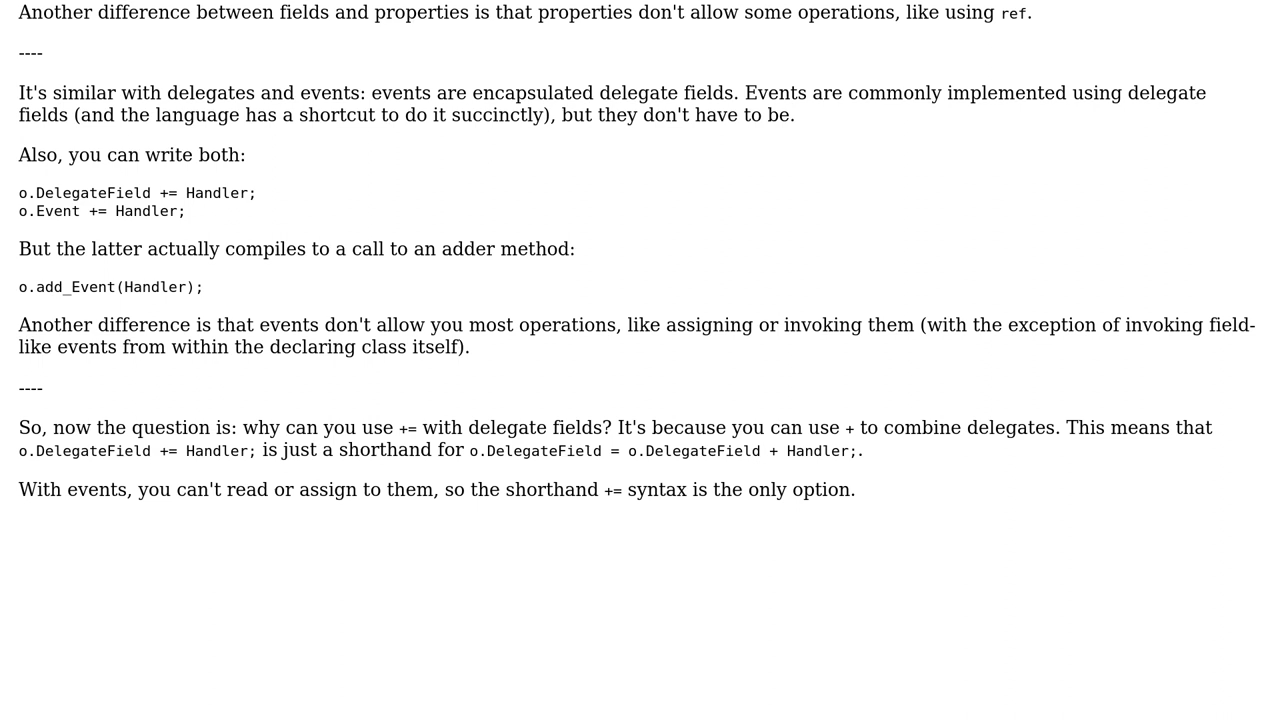 Another difference between fields and properties is that properties don't allow some operations, like using ref.
----
It's similar with delegates and events: events are encapsulated delegate fields. Events are commonly implemented using delegate
fields (and the language has a shortcut to do it succinctly), but they don't have to be.
Also, you can write both:
o.DelegateField += Handler;
o.Event += Handler;
But the latter actually compiles to a call to an adder method:
o.add_Event(Handler);
Another difference is that events don't allow you most operations, like assigning or invoking them (with the exception of invoking field-
like events from within the declaring class itself).
----
So, now the question is: why can you use += with delegate fields? It's because you can use + to combine delegates. This means that
o.DelegateField += Handler; is just a shorthand for o.DelegateField = o.DelegateField + Handler;.
With events, you can't read or assign to them, so the shorthand += syntax is the only option.